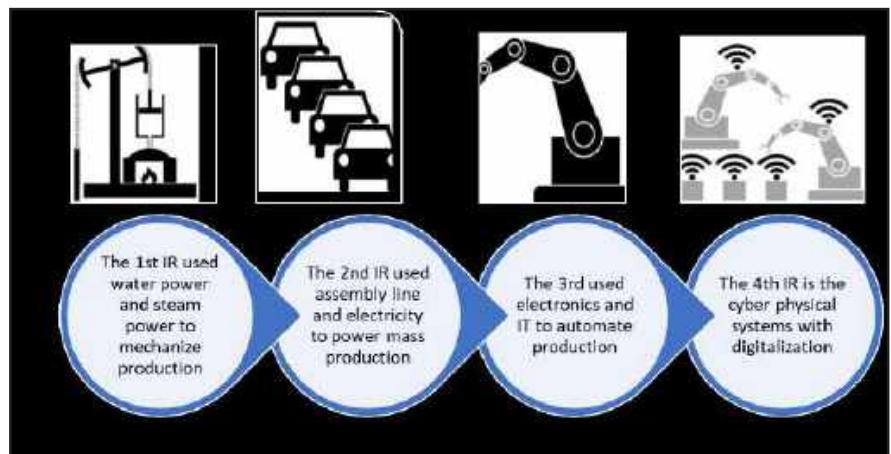 The 1st IR used
water power
and steam
power to
mechanize
production
The 2nd IR used
assembly line
and electricity
to power mass
production
The 3rd used
electronics and
IT to automate
production
The 4th IR is the
cyber physical
systems with
digitalization